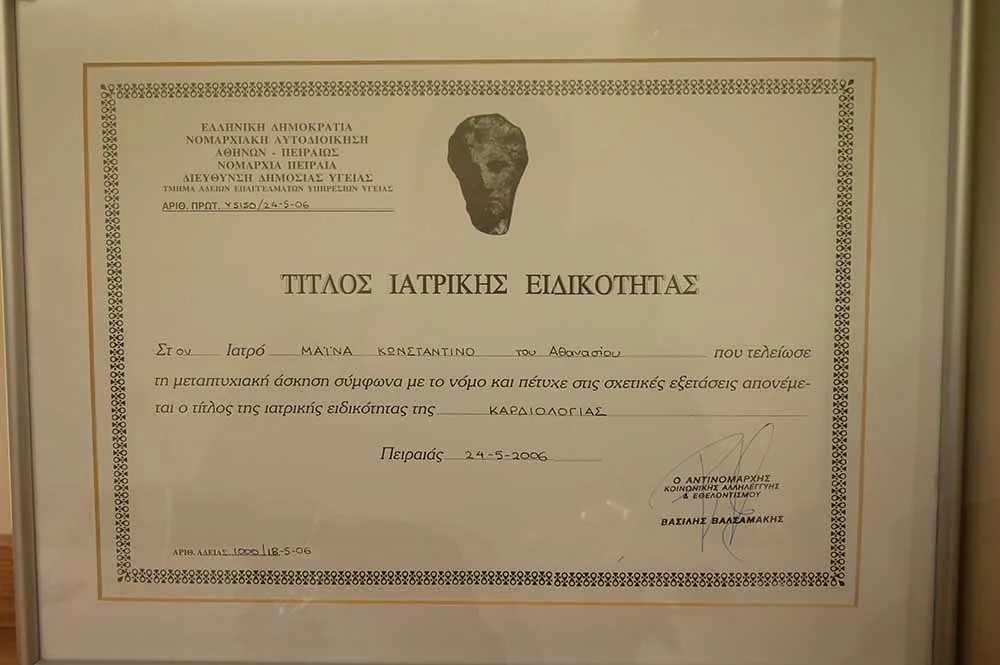 ΕΛΛΗΝΙΚΗ ΔΗΜΟΚΡΑΤΙΑ
ΝΟΜΑΡΧΙΑΚΗ ΑΥΤΟΔΙΟΙΚΗΣΗ
ΑΘΗΝΩΝ - ΠΕΙΡΑΙΩΣ
ΝΟΜΑΡΧΙΑ ΠΕΙΡΑΙΑ
ΔΙΕΥΘΥΝΣΗ ΔΗΜΟΣΙΑΣ ΥΓΕΙΑΣ
ΤΜΗΜΑ ΑΔΕΙΩΝ ΕΠΑΓΓΕΛΜΑΤΩΝ ΥΠΗΡΕΣΙΩΝ ΥΓΕΙΑΣ
ΑΡΙΘ. ΠΡΩΤ. Υ5150/24-5-06
ΤΙΤΛΟΣ ΙΑΤΡΙΚΗΣ ΕΙΔΙΚΟΤΗΤΑΣ
Στον Ιατρό ΜΑΪΝΑ ΚΩΝΣΤΑΝΤΙΝΟ του Αθανασίου που τελείωσε
τη μεταπτυχιακή άσκηση σύμφωνα με το νόμο και πέτυχε στις σχετικές εξετάσεις απονέμε-
ται ο τίτλος της ιατρικής ειδικότητας της ΚΑΡΔΙΟΛΟΓΙΑΣ
Πειραιάς 24-5-2006
Ο ΑΝΤΙΝΟΜΑΡΧΗΣ
ΚΟΙΝΩΝΙΚΗΣ ΑΛΛΗΛΕΓΓΥΗΣ
& ΕΘΕΛΟΝΤΙΣΜΟΥ
ΒΑΣΙΛΗΣ ΒΑΛΣΑΜΑΚΗΣ
ΑΡΙΘ. ΑΔΕΙΑΣ 1000/18-5-06